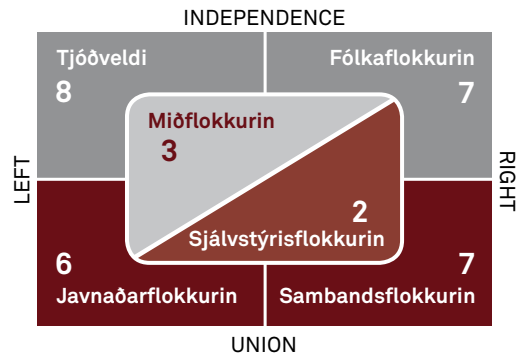 INDEPENDENCE
Tjóðveldi
8
Fólkaflokkurin
7
LEFT
Miðflokkurin
3
RIGHT
2
Sjálvstýrisflokkurin
6
Javnaðarflokkurin
7
Sambandsflokkurin
UNION